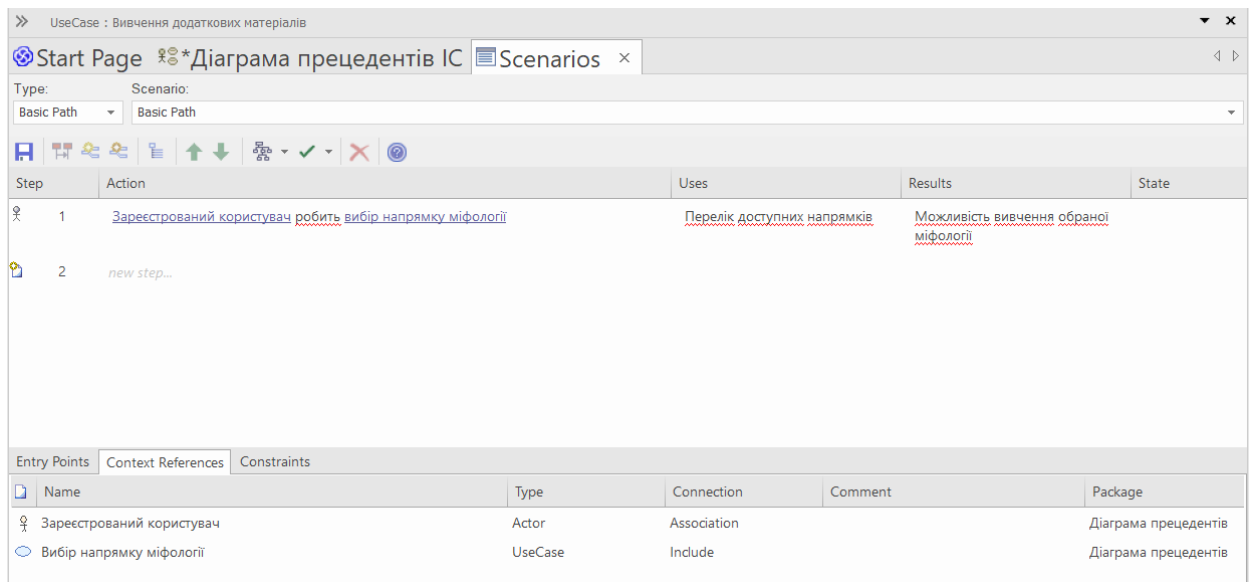 UseCase : Вивчення додаткових матеріалів
Start Page *Діаграма прецедентів ІС Scenarios
Type: Scenario:
Basic Path Basic Path
Step Action Uses Results State
1 Зареєстрований користувач робить вибір напрямку міфології Перелік доступних напрямків Можливість вивчення обраної
міфології
2 new step...
Entry Points Context References Constraints
Name Type Connection Comment Package
Зареєстрований користувач Actor Association Діаграма прецедентів
Вибір напрямку міфології UseCase Include Діаграма прецедентів